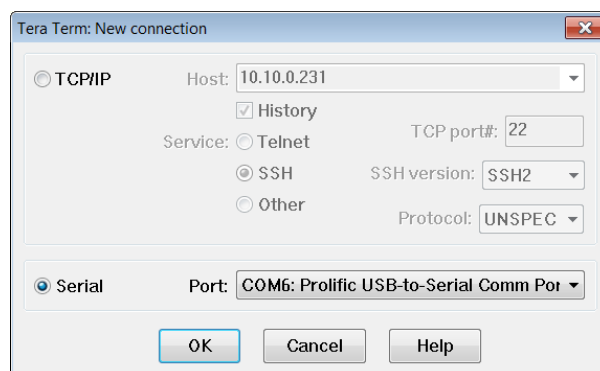 Tera Term: New connection
TCP/IP
Host: 10.10.0.231
History
Service: Telnet
TCP port#: 22
SSH
SSH version: SSH2
Other
Protocol: UNSPEC
Serial
Port: COM6: Prolific USB-to-Serial Comm Por
OK
Cancel
Help